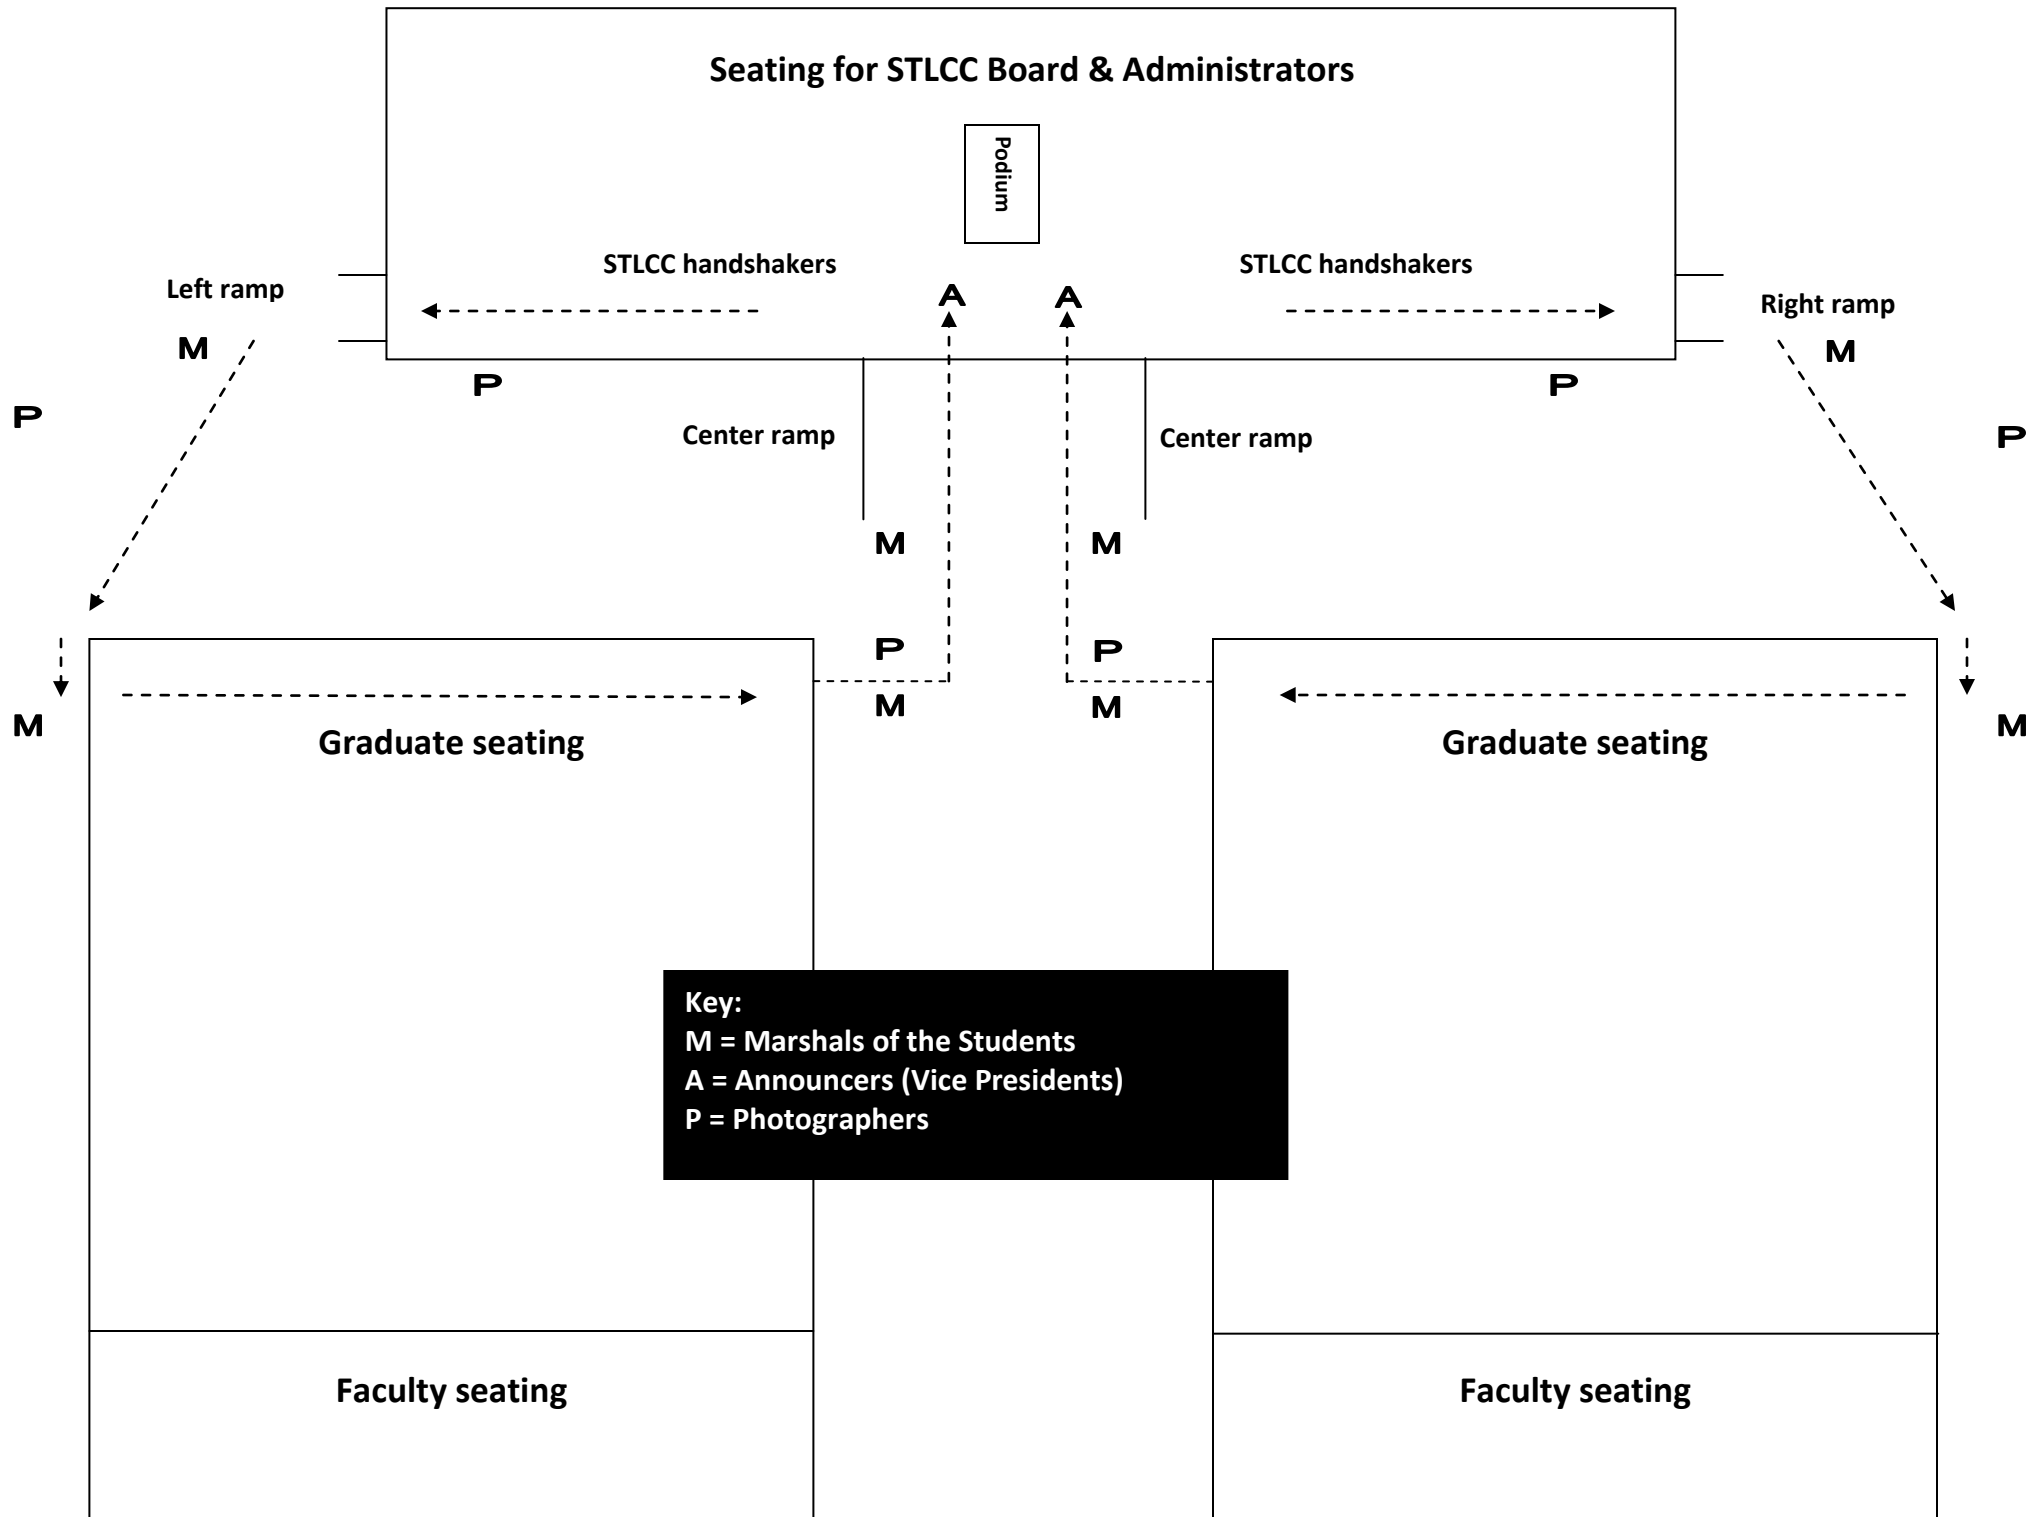 Seating for STLCC Board & Administrators
Podium
STLCC handshakers
STLCC handshakers
Left ramp
A
A
Right ramp
M
M
P
P
P
P
Center ramp
Center ramp
M
M
P
P
M
M
M
M
Graduate seating
Graduate seating
Key:
M = Marshals of the Students
A = Announcers (Vice Presidents)
P = Photographers
Faculty seating
Faculty seating